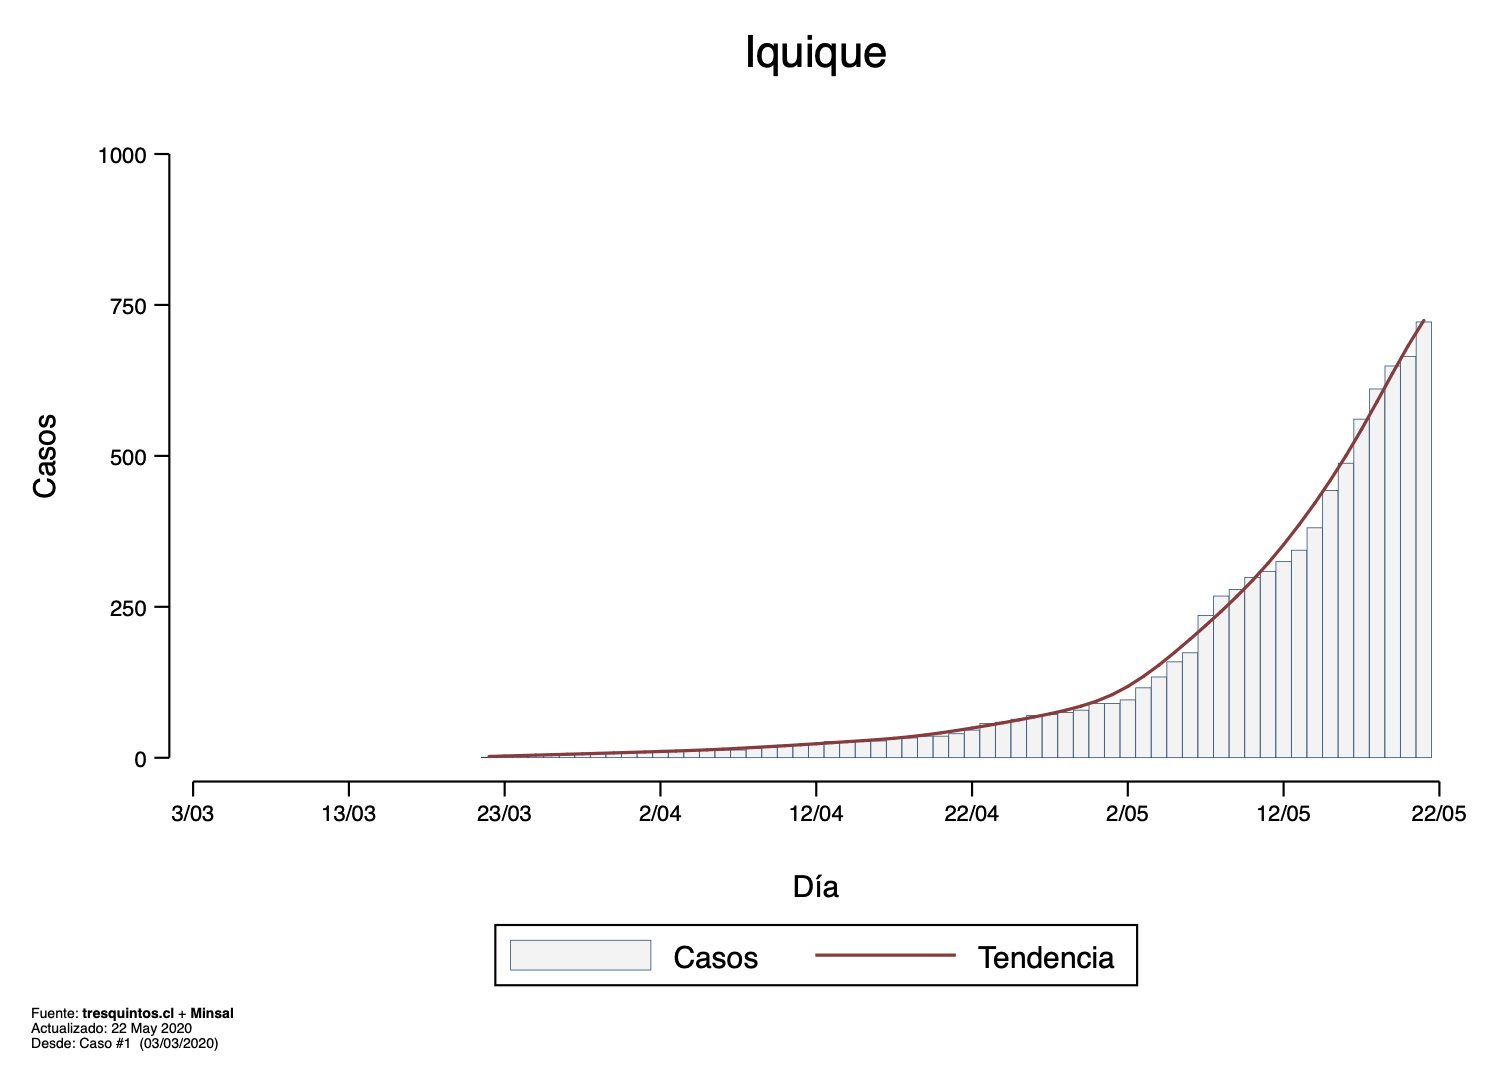 Iquique
1000
750
500
250
0
Casos
3/03 13/03 23/03 2/04 12/04 22/04 2/05 12/05 22/05
Día
Casos Tendencia
Fuente: tresquintos.cl + Minsal
Actualizado: 22 May 2020
Desde: Caso #1 (03/03/2020)